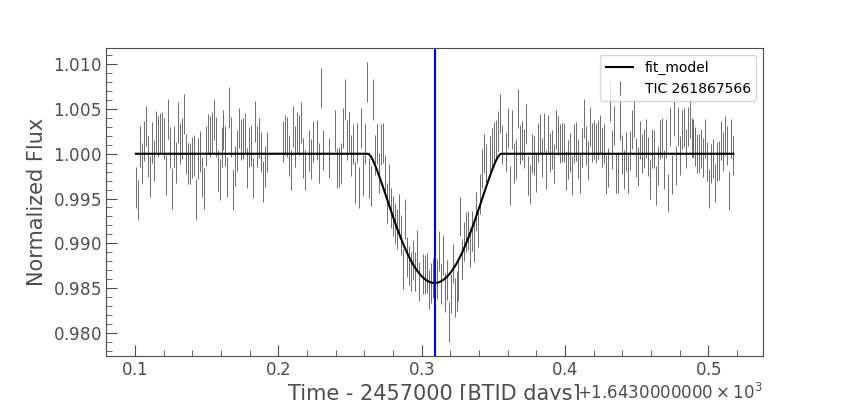 fit_model
TIC 261867566
Normalized Flux
1.010
1.005
1.000
0.995
0.990
0.985
0.980
0.1
0.2
0.3
0.4
0.5
Time - 2457000 [BTJD days]
+1.6430000000 × 10³